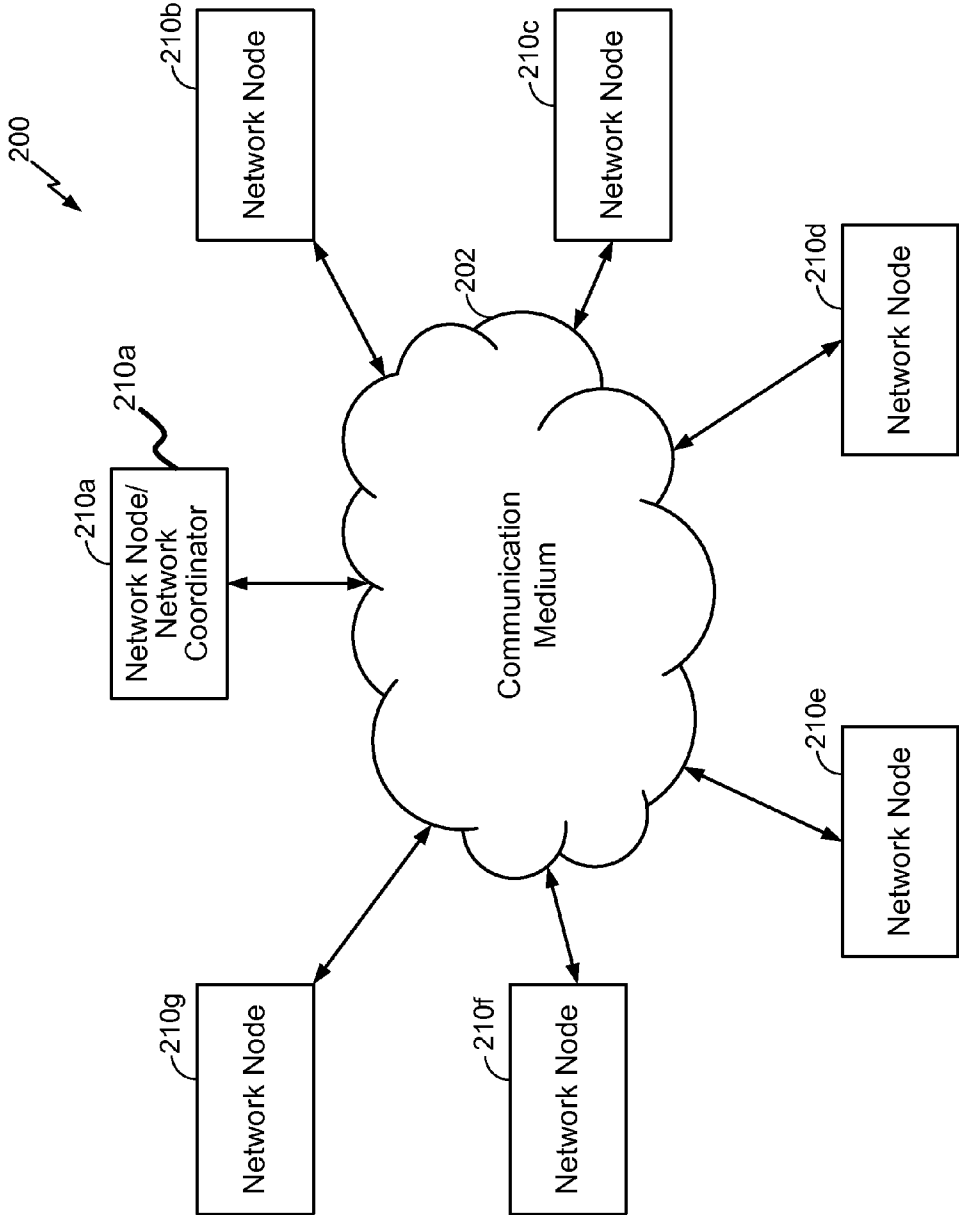 200
210a
210a
Network Node/
Network
Coordinator
210g
Network Node
210b
Network Node
202
Communication
Medium
210f
Network Node
210c
Network Node
210e
Network Node
210d
Network Node